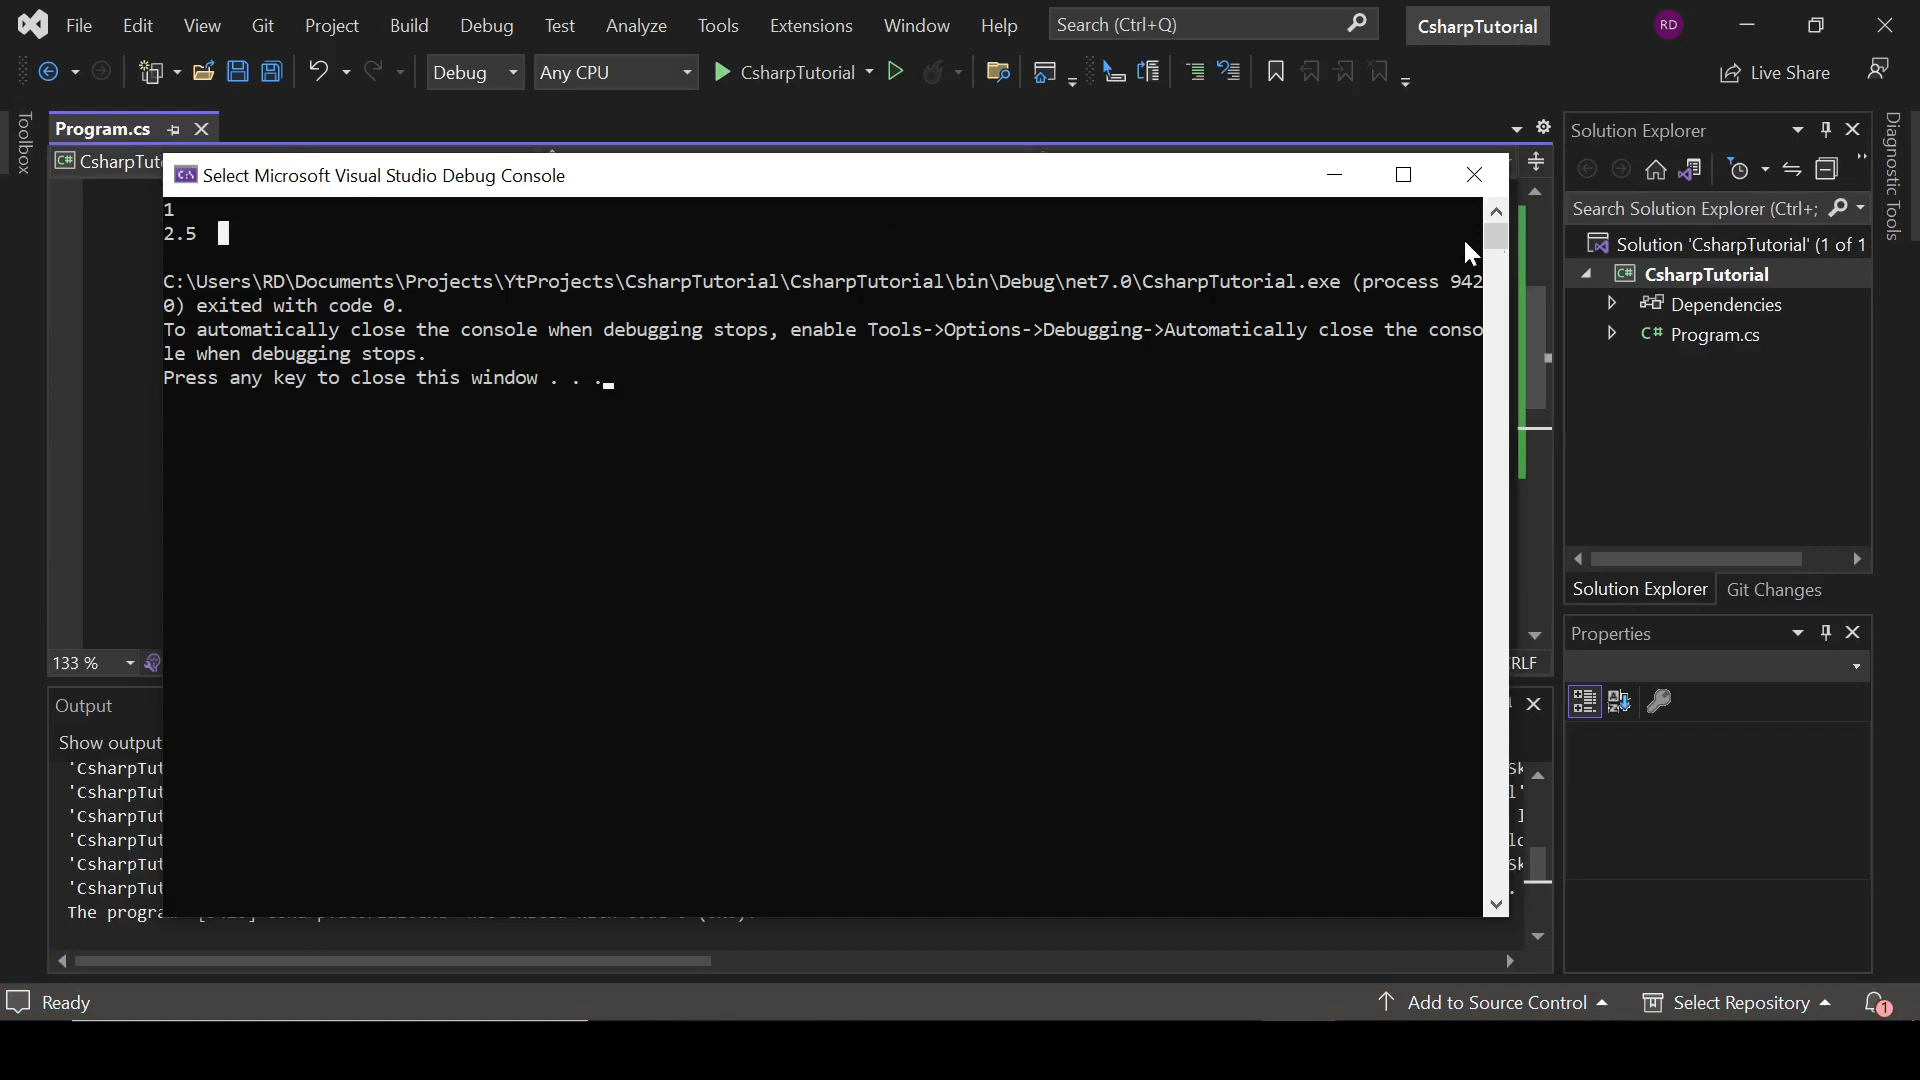 File Edit View Git Project Build Debug Test Analyze Tools Extensions Window Help Search (Ctrl+Q) CsharpTutorial RD
Debug Any CPU CsharpTutorial Live Share
Toolbox
Program.cs
CsharpTuto
Select Microsoft Visual Studio Debug Console
1
2.5
C:\Users\RD\Documents\Projects\YtProjects\CsharpTutorial\CsharpTutorial\bin\Debug\net7.0\CsharpTutorial.exe (process 942
0) exited with code 0.
To automatically close the console when debugging stops, enable Tools->Options->Debugging->Automatically close the conso
le when debugging stops.
Press any key to close this window . . .
133 %
RLF
Output
Show output
'CsharpTut
'CsharpTut
'CsharpTut
'CsharpTut
'CsharpTut
'CsharpTut
The progra
Solution Explorer
Search Solution Explorer (Ctrl+;
Solution 'CsharpTutorial' (1 of 1
C# CsharpTutorial
Dependencies
C# Program.cs
Solution Explorer Git Changes
Properties
Diagnostic Tools
Ready Add to Source Control Select Repository 1